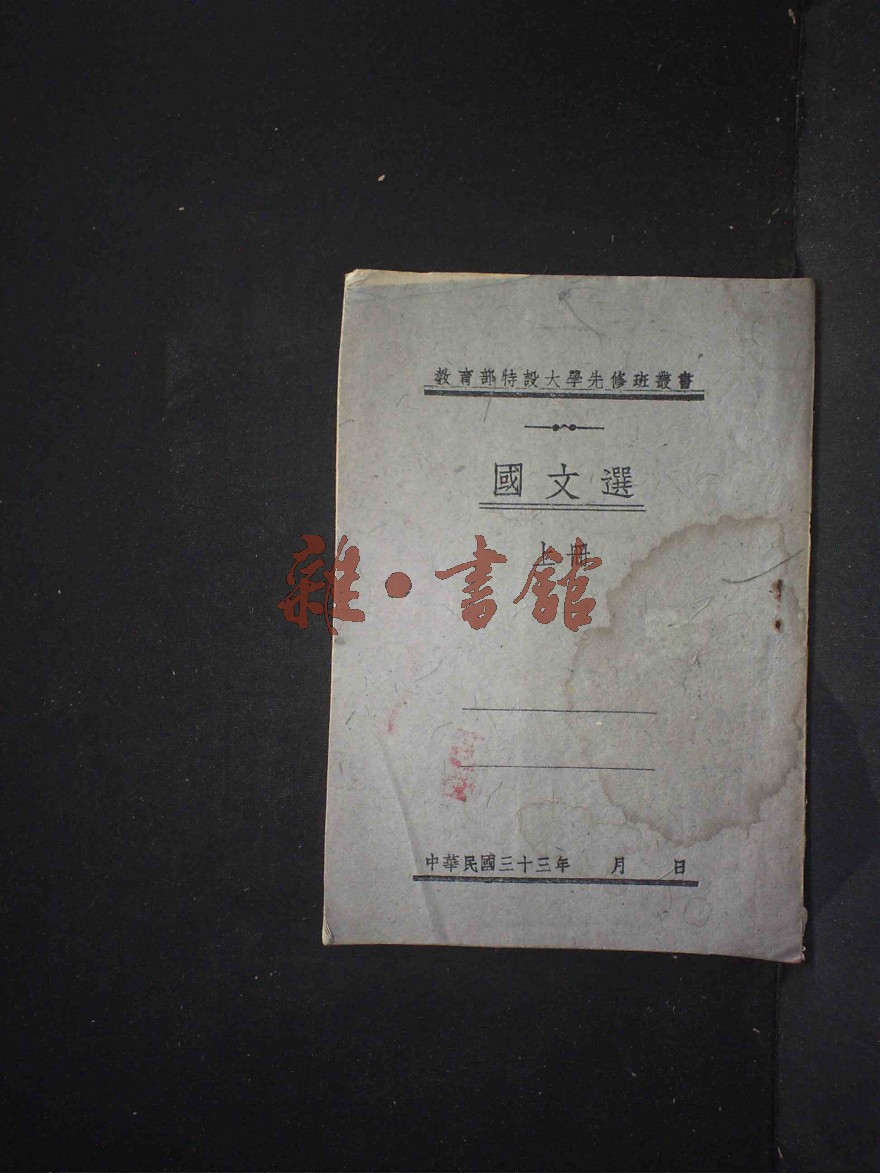 教育部特設大學先修班叢書
國文選
上冊
雜·書館
中華民國三十三年 月 日